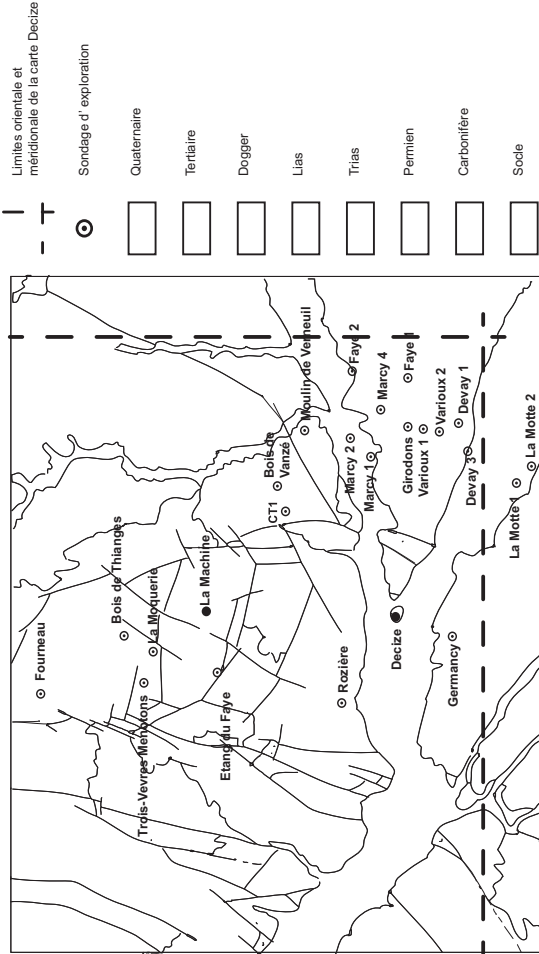 Limites orientale et
méridionale de la carte Decize
Sondage d' exploration
Quaternaire
Tertiaire
Dogger
Lias
Trias
Permien
Carbonifère
Socle
Fourneau
Bois de Thianges
La Moquerie
Trois-Vevres Menotons
La Machine
Etang du Faye
Bois de
Vanzé
CT1
Moulin de Verneuil
Rozière
Marcy 2
Marcy 1
Faye 2
Marcy 4
Faye 1
Girodons
Varioux 1
Varioux 2
Devay 1
Devay 3
Decize
Germancy
La Motte 1
La Motte 2